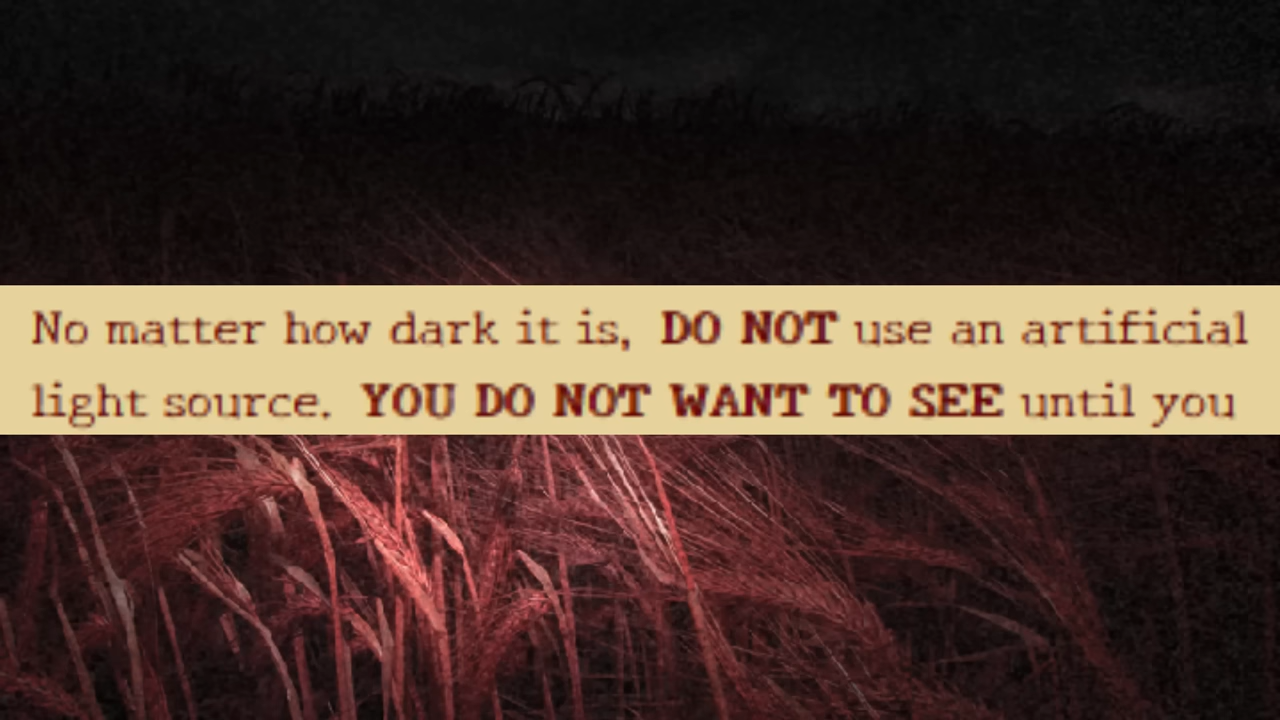 No matter how dark it is, DO NOT use an artificial
light source. YOU DO NOT WANT TO SEE until you